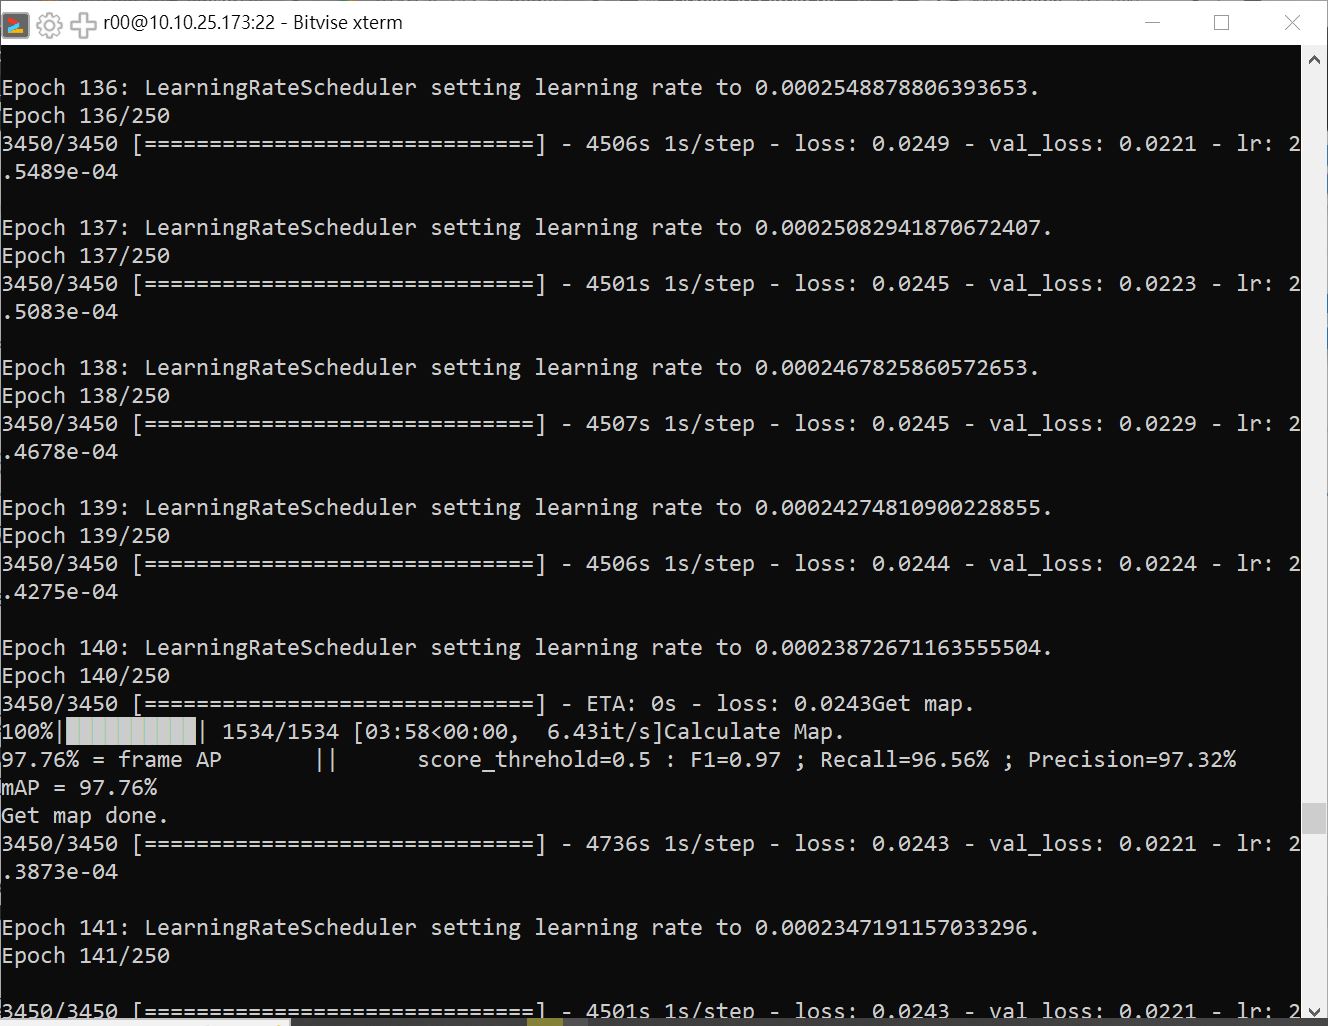 r00@10.10.25.173:22 - Bitvise xterm
Epoch 136: LearningRateScheduler setting learning rate to 0.0002548878806393653.
Epoch 136/250
3450/3450 [==============================] - 4506s 1s/step - loss: 0.0249 - val_loss: 0.0221 - lr: 2
.5489e-04
Epoch 137: LearningRateScheduler setting learning rate to 0.00025082941870672407.
Epoch 137/250
3450/3450 [==============================] - 4501s 1s/step - loss: 0.0245 - val_loss: 0.0223 - lr: 2
.5083e-04
Epoch 138: LearningRateScheduler setting learning rate to 0.0002467825860572653.
Epoch 138/250
3450/3450 [==============================] - 4507s 1s/step - loss: 0.0245 - val_loss: 0.0229 - lr: 2
.4678e-04
Epoch 139: LearningRateScheduler setting learning rate to 0.00024274810900228855.
Epoch 139/250
3450/3450 [==============================] - 4506s 1s/step - loss: 0.0244 - val_loss: 0.0224 - lr: 2
.4275e-04
Epoch 140: LearningRateScheduler setting learning rate to 0.00023872671163555504.
Epoch 140/250
3450/3450 [==============================] - ETA: 0s - loss: 0.0243Get map.
100%|██████████| 1534/1534 [03:58<00:00,  6.43it/s]Calculate Map.
97.76% = frame AP       ||      score_threhold=0.5 : F1=0.97 ; Recall=96.56% ; Precision=97.32%
mAP = 97.76%
Get map done.
3450/3450 [==============================] - 4736s 1s/step - loss: 0.0243 - val_loss: 0.0221 - lr: 2
.3873e-04
Epoch 141: LearningRateScheduler setting learning rate to 0.0002347191157033296.
Epoch 141/250
3450/3450 [==============================] - 4501s 1s/step - loss: 0.0243 - val_loss: 0.0221 - lr: 2